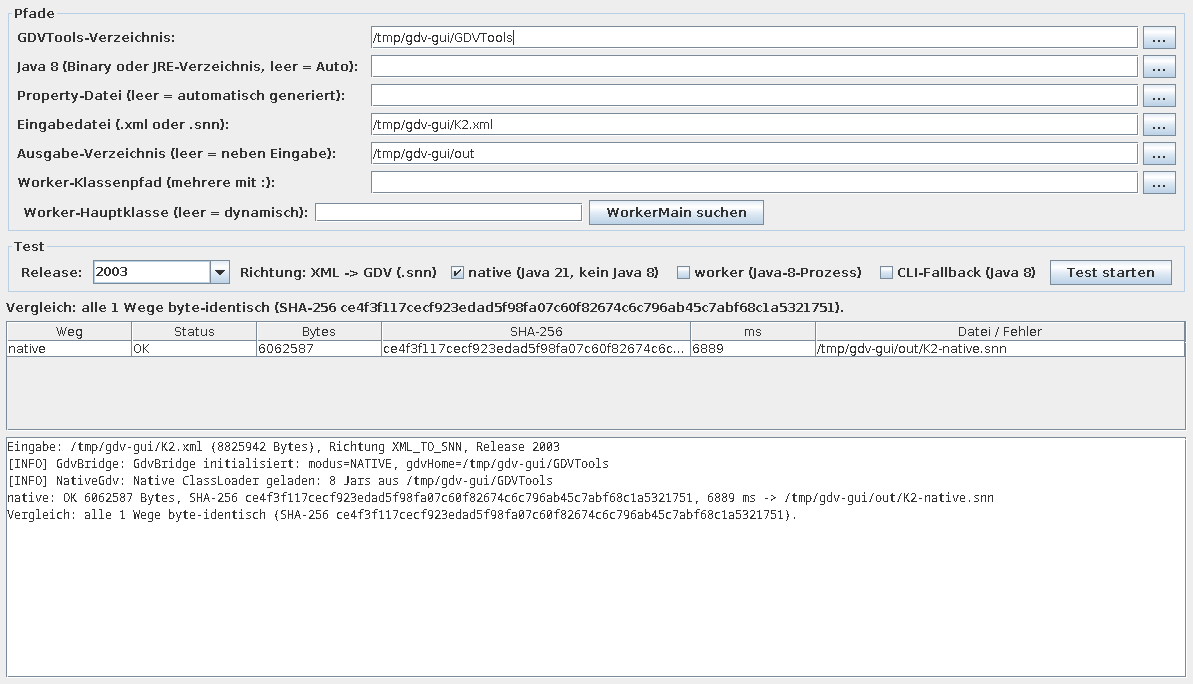 Pfade
GDVTools-Verzeichnis: /tmp/gdv-gui/GDVTools ...
Java 8 (Binary oder JRE-Verzeichnis, leer = Auto): ...
Property-Datei (leer = automatisch generiert): ...
Eingabedatei (.xml oder .snn): /tmp/gdv-gui/K2.xml ...
Ausgabe-Verzeichnis (leer = neben Eingabe): /tmp/gdv-gui/out ...
Worker-Klassenpfad (mehrere mit :): ...
Worker-Hauptklasse (leer = dynamisch): WorkerMain suchen
Test
Release: 2003 Richtung: XML -> GDV (.snn) native (Java 21, kein Java 8) worker (Java-8-Prozess) CLI-Fallback (Java 8) Test starten
Vergleich: alle 1 Wege byte-identisch (SHA-256 ce4f3f117cecf923edad5f98fa07c60f82674c6c796ab45c7abf68c1a5321751).
Weg Status Bytes SHA-256 ms Datei / Fehler
native OK 6062587 ce4f3f117cecf923edad5f98fa07c60f82674c6c... 6889 /tmp/gdv-gui/out/K2-native.snn
Eingabe: /tmp/gdv-gui/K2.xml (8825942 Bytes), Richtung XML_TO_SNN, Release 2003
[INFO] GdvBridge: GdvBridge initialisiert: modus=NATIVE, gdvHome=/tmp/gdv-gui/GDVTools
[INFO] NativeGdv: Native ClassLoader geladen: 8 Jars aus /tmp/gdv-gui/GDVTools
native: OK 6062587 Bytes, SHA-256 ce4f3f117cecf923edad5f98fa07c60f82674c6c796ab45c7abf68c1a5321751, 6889 ms -> /tmp/gdv-gui/out/K2-native.snn
Vergleich: alle 1 Wege byte-identisch (SHA-256 ce4f3f117cecf923edad5f98fa07c60f82674c6c796ab45c7abf68c1a5321751).